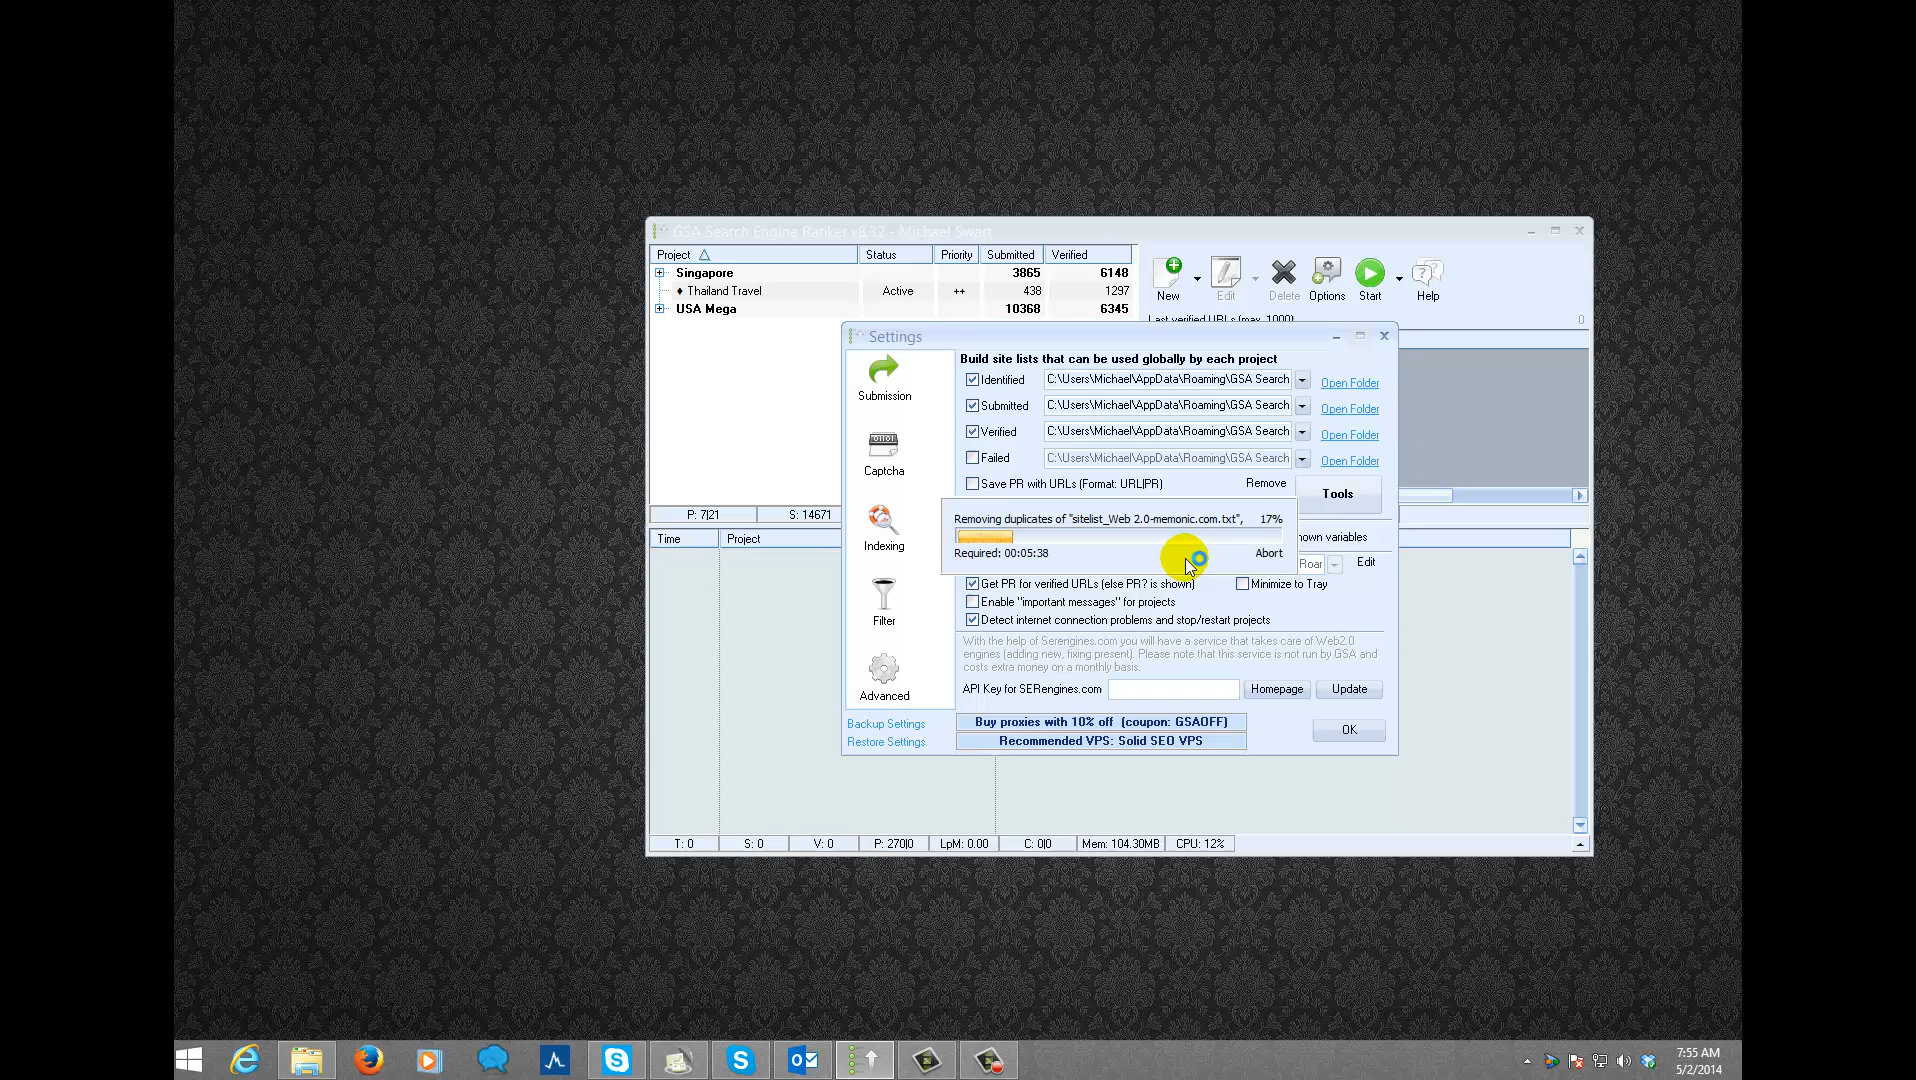 GSA Search Engine Ranker v8.32 - Michael Swart
Project Status Priority Submitted Verified
Singapore 3865 6148
Thailand Travel Active ++ 438 1297
USA Mega 10368 6345
New Edit Delete Options Start Help
Last verified URLs (max. 1000) 0
Settings
Submission
Captcha
Indexing
Filter
Advanced
Backup Settings
Restore Settings
Build site lists that can be used globally by each project
Identified C:\Users\Michael\AppData\Roaming\GSA Search Open Folder
Submitted C:\Users\Michael\AppData\Roaming\GSA Search Open Folder
Verified C:\Users\Michael\AppData\Roaming\GSA Search Open Folder
Failed C:\Users\Michael\AppData\Roaming\GSA Search Open Folder
Save PR with URLs (Format: URL|PR) Remove Tools
Removing duplicates of "sitelist_Web 2.0-memonic.com.txt", 17%
Required: 00:05:38 Abort
Roar Edit
Get PR for verified URLs (else PR? is shown) Minimize to Tray
Enable "important messages" for projects
Detect internet connection problems and stop/restart projects
With the help of Serengines.com you will have a service that takes care of Web2.0
engines (adding new, fixing present). Please note that this service is not run by GSA and
costs extra money on a monthly basis.
API Key for SERengines.com Homepage Update
Buy proxies with 10% off (coupon: GSAOFF)
Recommended VPS: Solid SEO VPS
OK
P: 7|21 S: 14671
Time Project
T: 0 S: 0 V: 0 P: 270|0 LpM: 0.00 C: 0|0 Mem: 104.30MB CPU: 12%
7:55 AM
5/2/2014